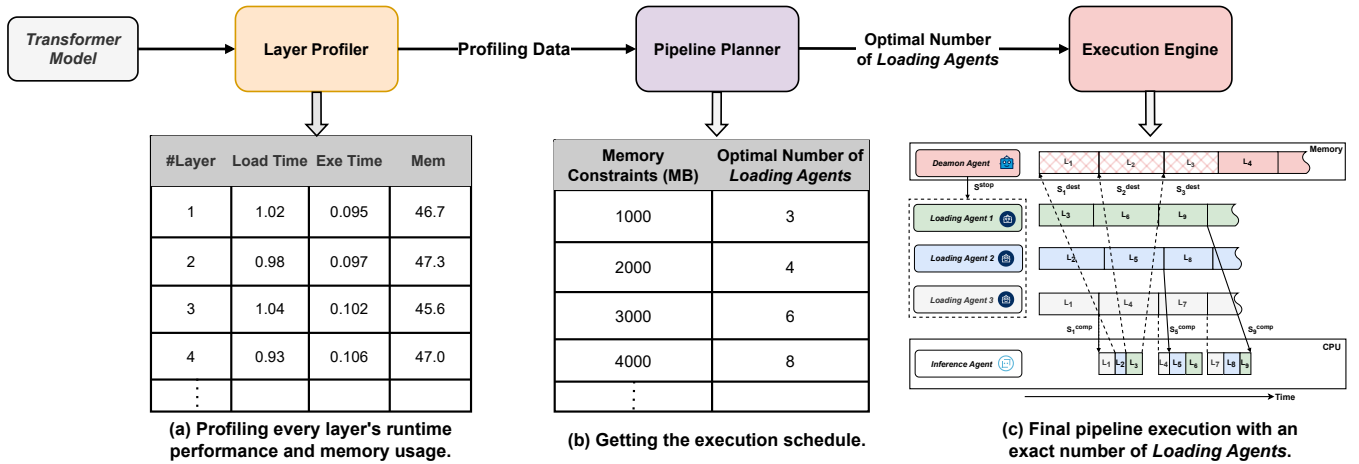 Transformer
Model
Layer Profiler
Profiling Data
Pipeline Planner
Optimal Number
of Loading Agents
Execution Engine
#Layer Load Time Exe Time Mem
1 1.02 0.095 46.7
2 0.98 0.097 47.3
3 1.04 0.102 45.6
4 0.93 0.106 47.0
⋮
(a) Profiling every layer's runtime
performance and memory usage.
Memory
Constraints (MB)
Optimal Number of
Loading Agents
1000 3
2000 4
3000 6
4000 8
⋮
(b) Getting the execution schedule.
Memory
Deamon Agent
L1 L2 L3 L4
Sstop
S1dest S2dest S3dest
Loading Agent 1
L3 L6 L9
Loading Agent 2
L2 L5 L8
Loading Agent 3
L1 L4 L7
S1comp S5comp S9comp
CPU
Inference Agent
L1 L2 L3 L4 L5 L6 L7 L8 L9
Time
(c) Final pipeline execution with an
exact number of Loading Agents.